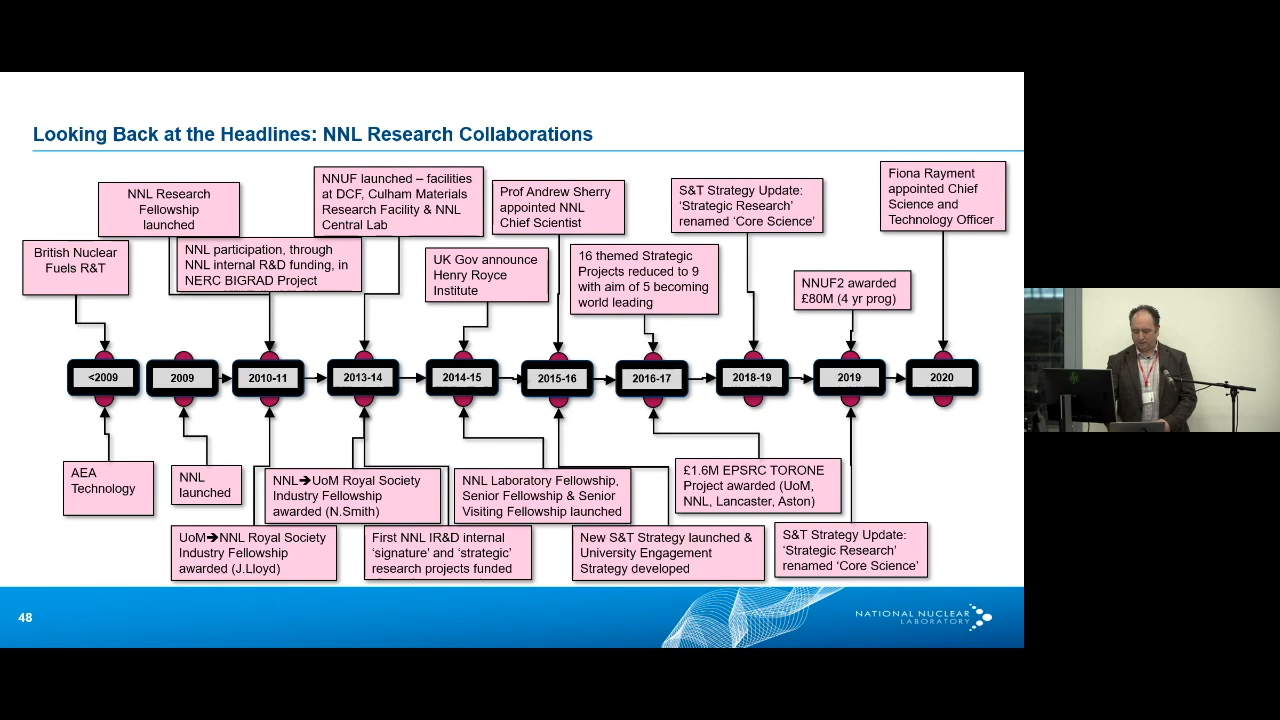 Looking Back at the Headlines: NNL Research Collaborations
British Nuclear
Fuels R&T
NNL Research
Fellowship
launched
NNL participation, through
NNL internal R&D funding, in
NERC BIGRAD Project
NNUF launched – facilities
at DCF, Culham Materials
Research Facility & NNL
Central Lab
UK Gov announce
Henry Royce
Institute
Prof Andrew Sherry
appointed NNL
Chief Scientist
16 themed Strategic
Projects reduced to 9
with aim of 5 becoming
world leading
S&T Strategy Update:
‘Strategic Research’
renamed ‘Core Science’
NNUF2 awarded
£80M (4 yr prog)
Fiona Rayment
appointed Chief
Science and
Technology Officer
<2009
2009
2010-11
2013-14
2014-15
2015-16
2016-17
2018-19
2019
2020
AEA
Technology
NNL
launched
UoM➔NNL Royal Society
Industry Fellowship
awarded (J.Lloyd)
NNL➔UoM Royal Society
Industry Fellowship
awarded (N.Smith)
First NNL IR&D internal
‘signature’ and ‘strategic’
research projects funded
NNL Laboratory Fellowship,
Senior Fellowship & Senior
Visiting Fellowship launched
New S&T Strategy launched &
University Engagement
Strategy developed
£1.6M EPSRC TORONE
Project awarded (UoM,
NNL, Lancaster, Aston)
S&T Strategy Update:
‘Strategic Research’
renamed ‘Core Science’
48
NATIONAL NUCLEAR
LABORATORY